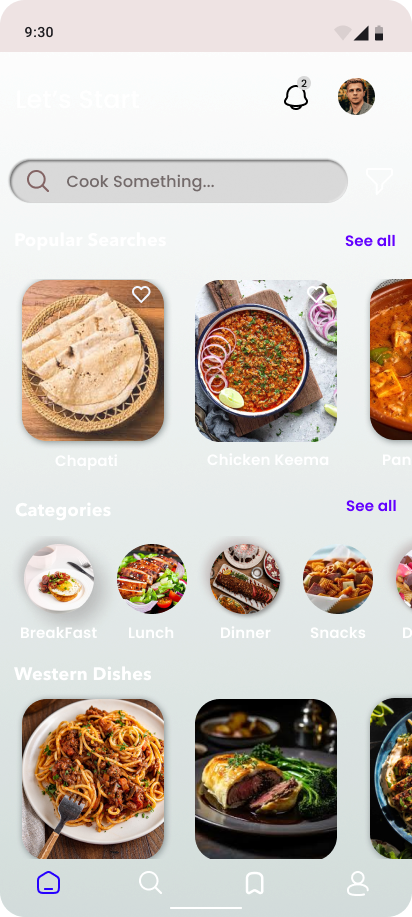 9:30
Let's Start
2
Cook Something...
Popular Searches
See all
Chapati
Chicken Keema
Pan
Categories
See all
BreakFast
Lunch
Dinner
Snacks
D
Western Dishes